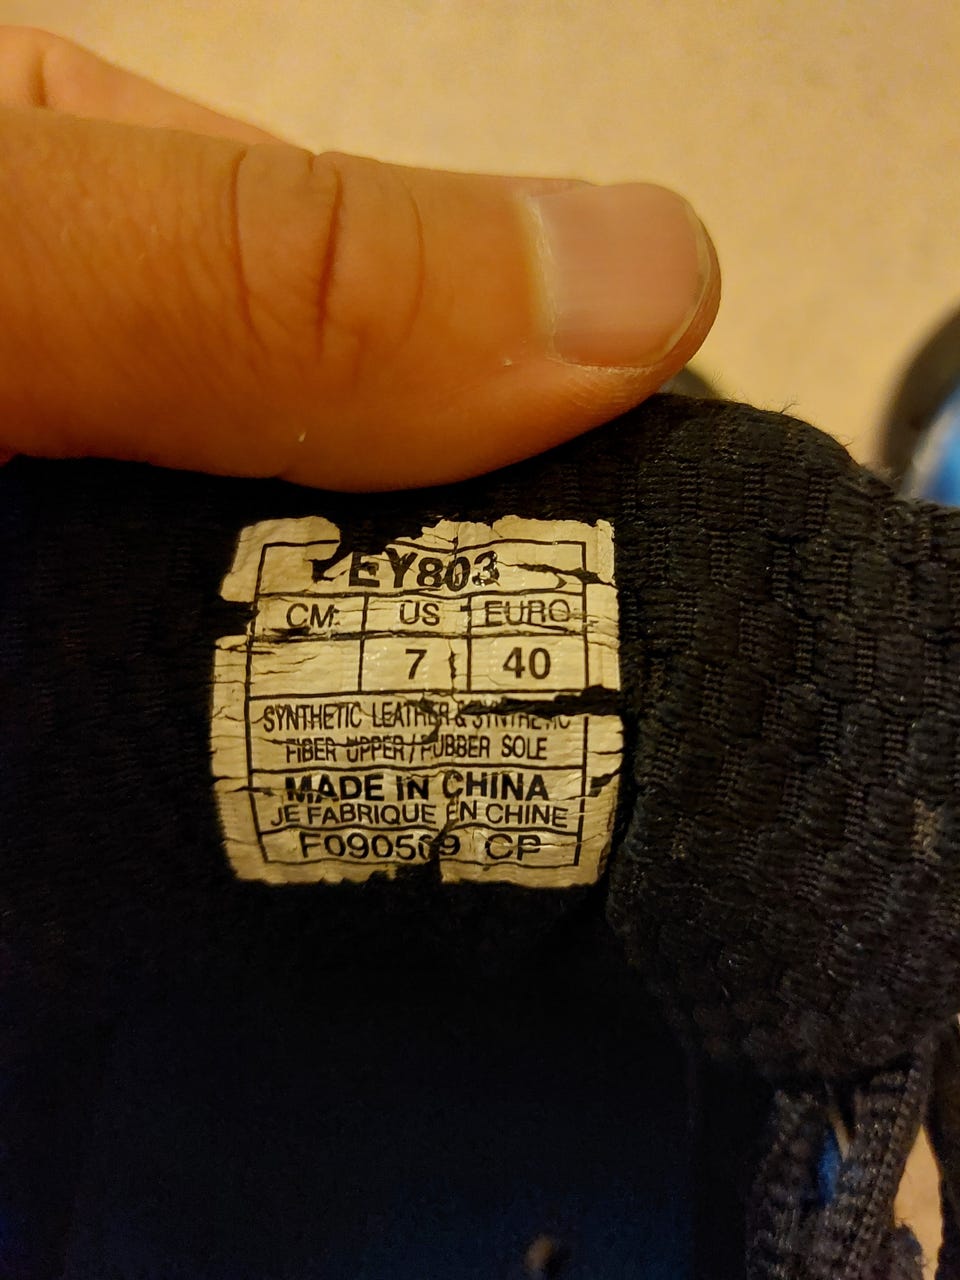 EY803
CM US EURO
7 40
SYNTHETIC LEATHER & SYNTHETIC
FIBER UPPER/RUBBER SOLE
MADE IN CHINA
JE FABRIQUE EN CHINE
CP